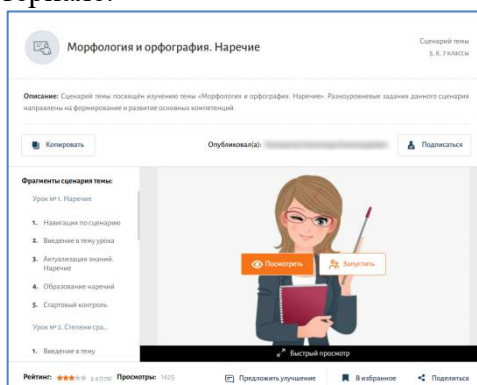 териале.
Морфология и орфография. Наречие
Сценарий темы
5, 6, 7 классы
Описание: Сценарий темы посвящён изучению темы «Морфология и орфография. Наречие». Разноуровневые задания данного сценария
направлены на формирование и развитие основных компетенций.
Копировать
Опубликовал(а):
Подписаться
Фрагменты сценария темы:
Урок № 1. Наречие
1. Навигация по сценарию
2. Введение в тему урока
3. Актуализация знаний.
Наречие
4. Образование наречий
5. Стартовый контроль
Урок № 2. Степени сра...
1. Введение в тему
Посмотреть
Запустить
Быстрый просмотр
Рейтинг:
Просмотры: 1625
Предложить улучшение
В избранное
Поделиться